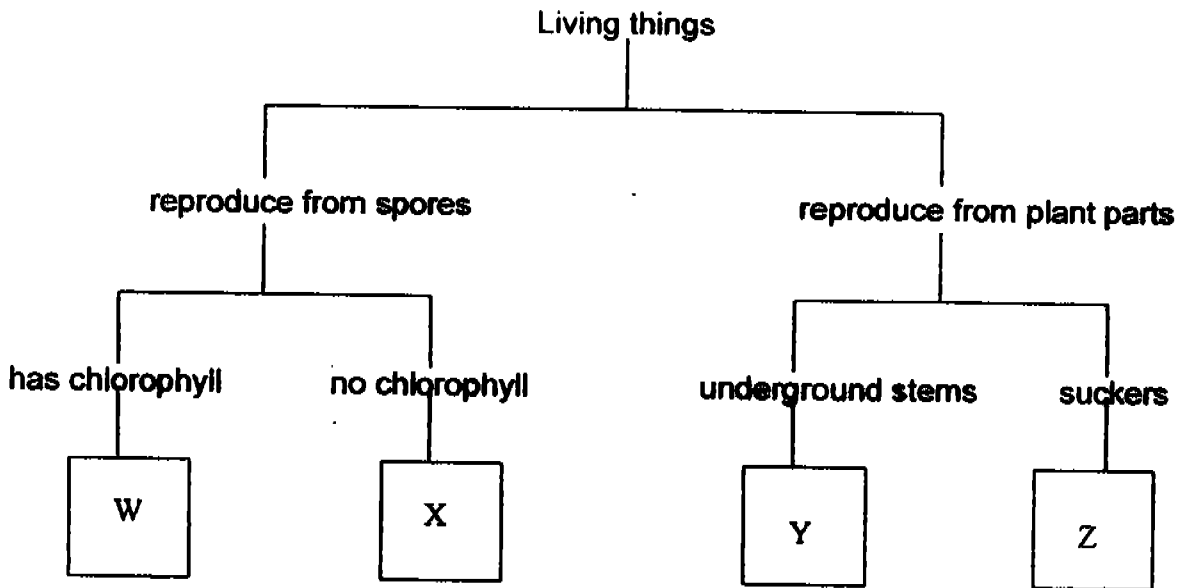 Living things
reproduce from spores
reproduce from plant parts
has chlorophyll
no chlorophyll
underground stems
suckers
W
X
Y
Z